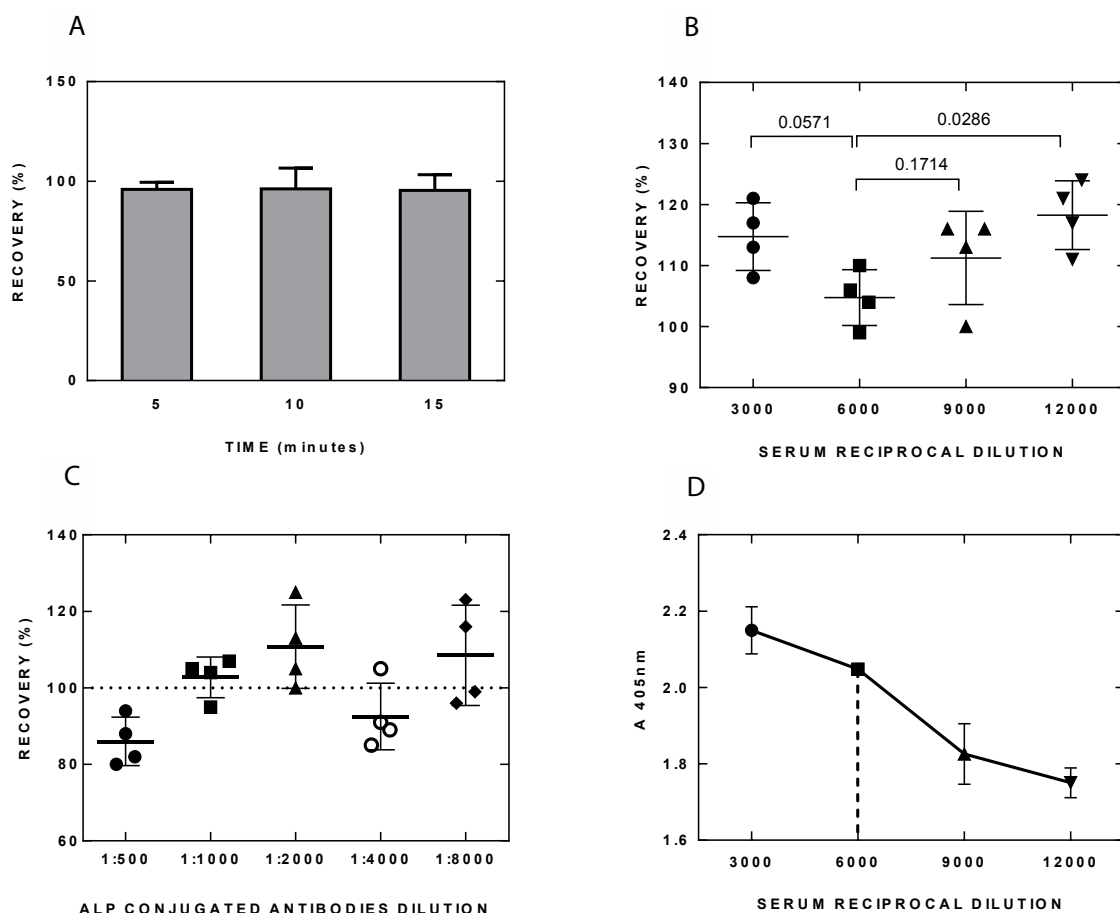 A
150
100
50
0
RECOVERY (%)
5 10 15
TIME (minutes)
B
140
130
120
110
100
90
RECOVERY (%)
0.0571
0.0286
0.1714
3000 6000 9000 12000
SERUM RECIPROCAL DILUTION
C
140
120
100
80
60
RECOVERY (%)
1:500 1:1000 1:2000 1:4000 1:8000
ALP CONJUGATED ANTIBODIES DILUTION
D
2.4
2.2
2.0
1.8
1.6
A 405nm
3000 6000 9000 12000
SERUM RECIPROCAL DILUTION